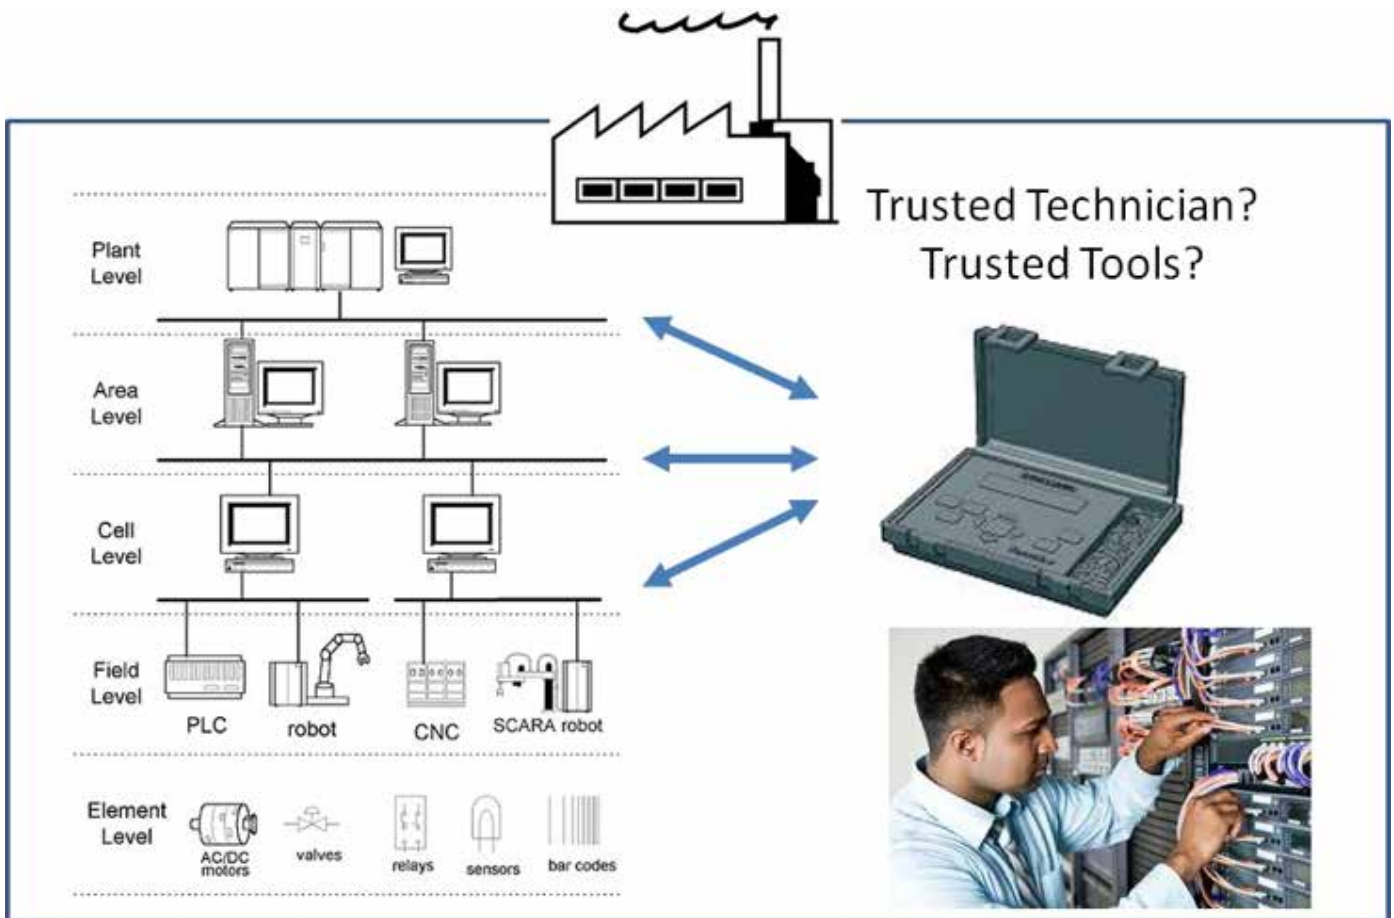 Trusted Technician?
Trusted Tools?
Plant
Level
Area
Level
Cell
Level
Field
Level
PLC
robot
CNC
SCARA robot
Element
Level
AC/DC
motors
valves
relays
sensors
bar codes